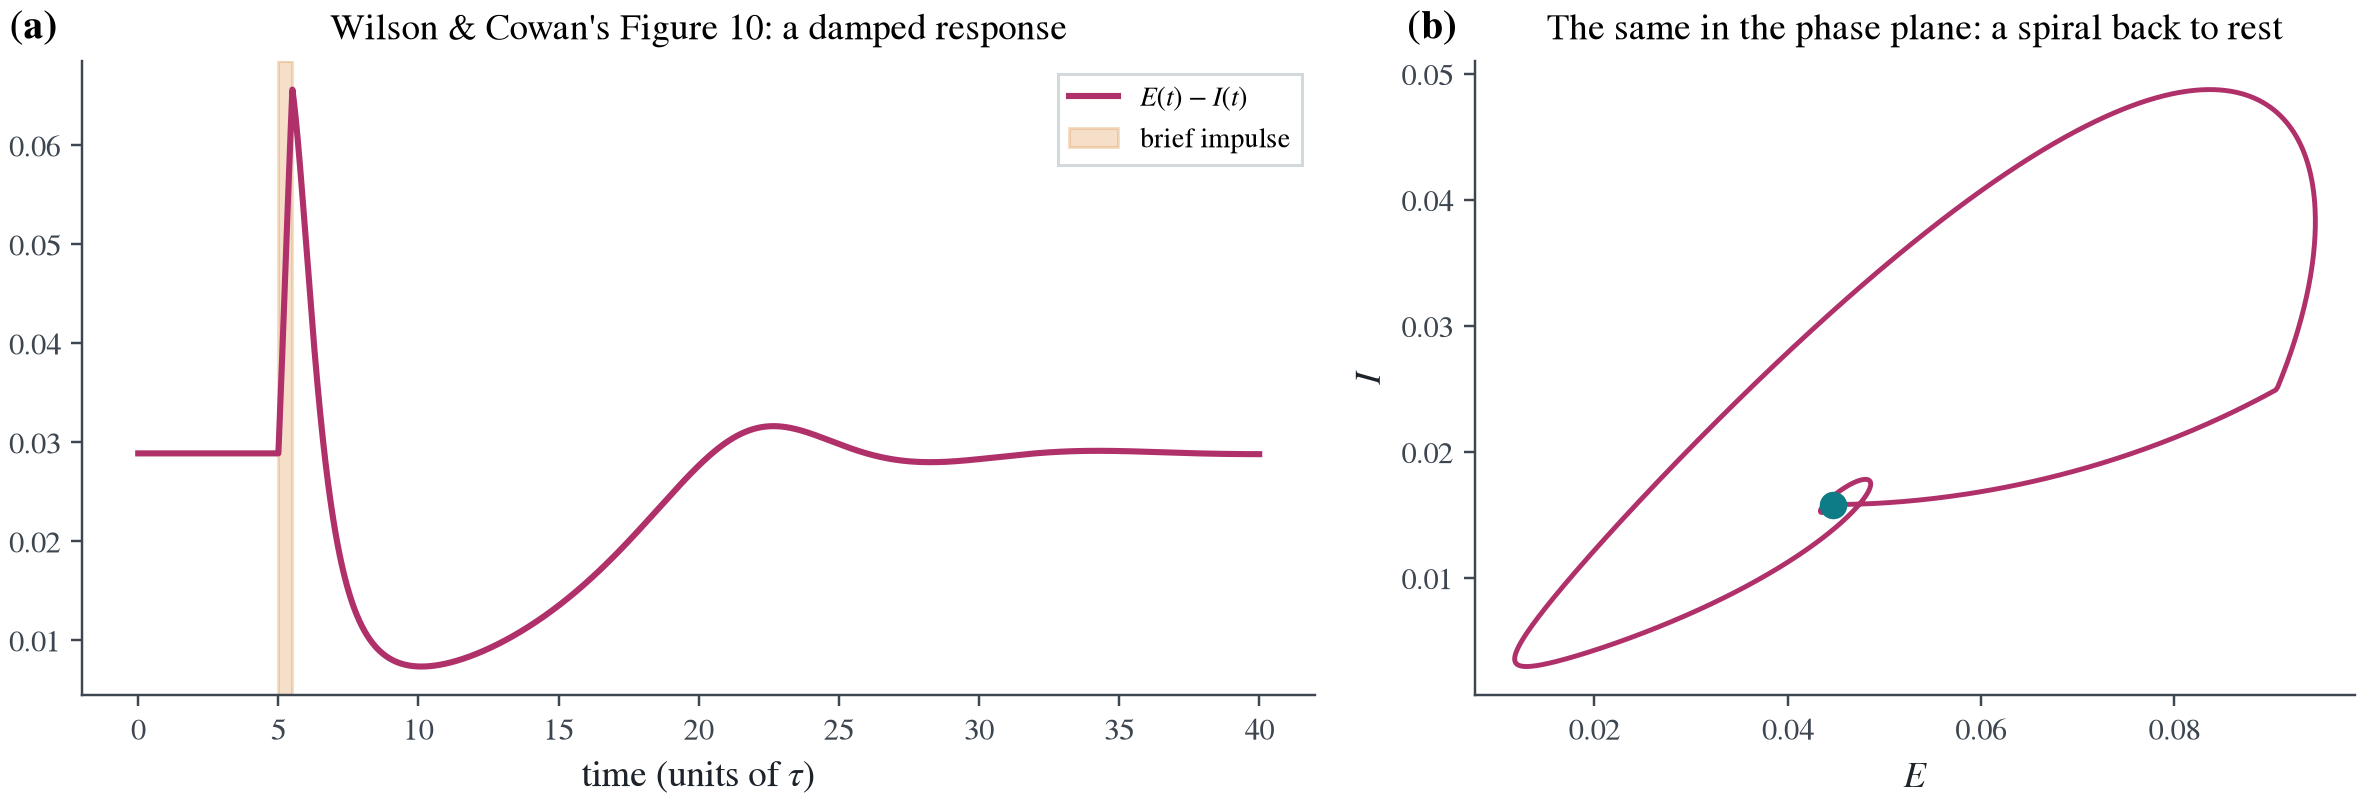 (a) Wilson & Cowan's Figure 10: a damped response
0.06
0.05
0.04
0.03
0.02
0.01
E(t) − I(t)
brief impulse
0 5 10 15 20 25 30 35 40
time (units of τ)
(b) The same in the phase plane: a spiral back to rest
0.05
0.04
0.03
0.02
0.01
I
0.02 0.04 0.06 0.08
E